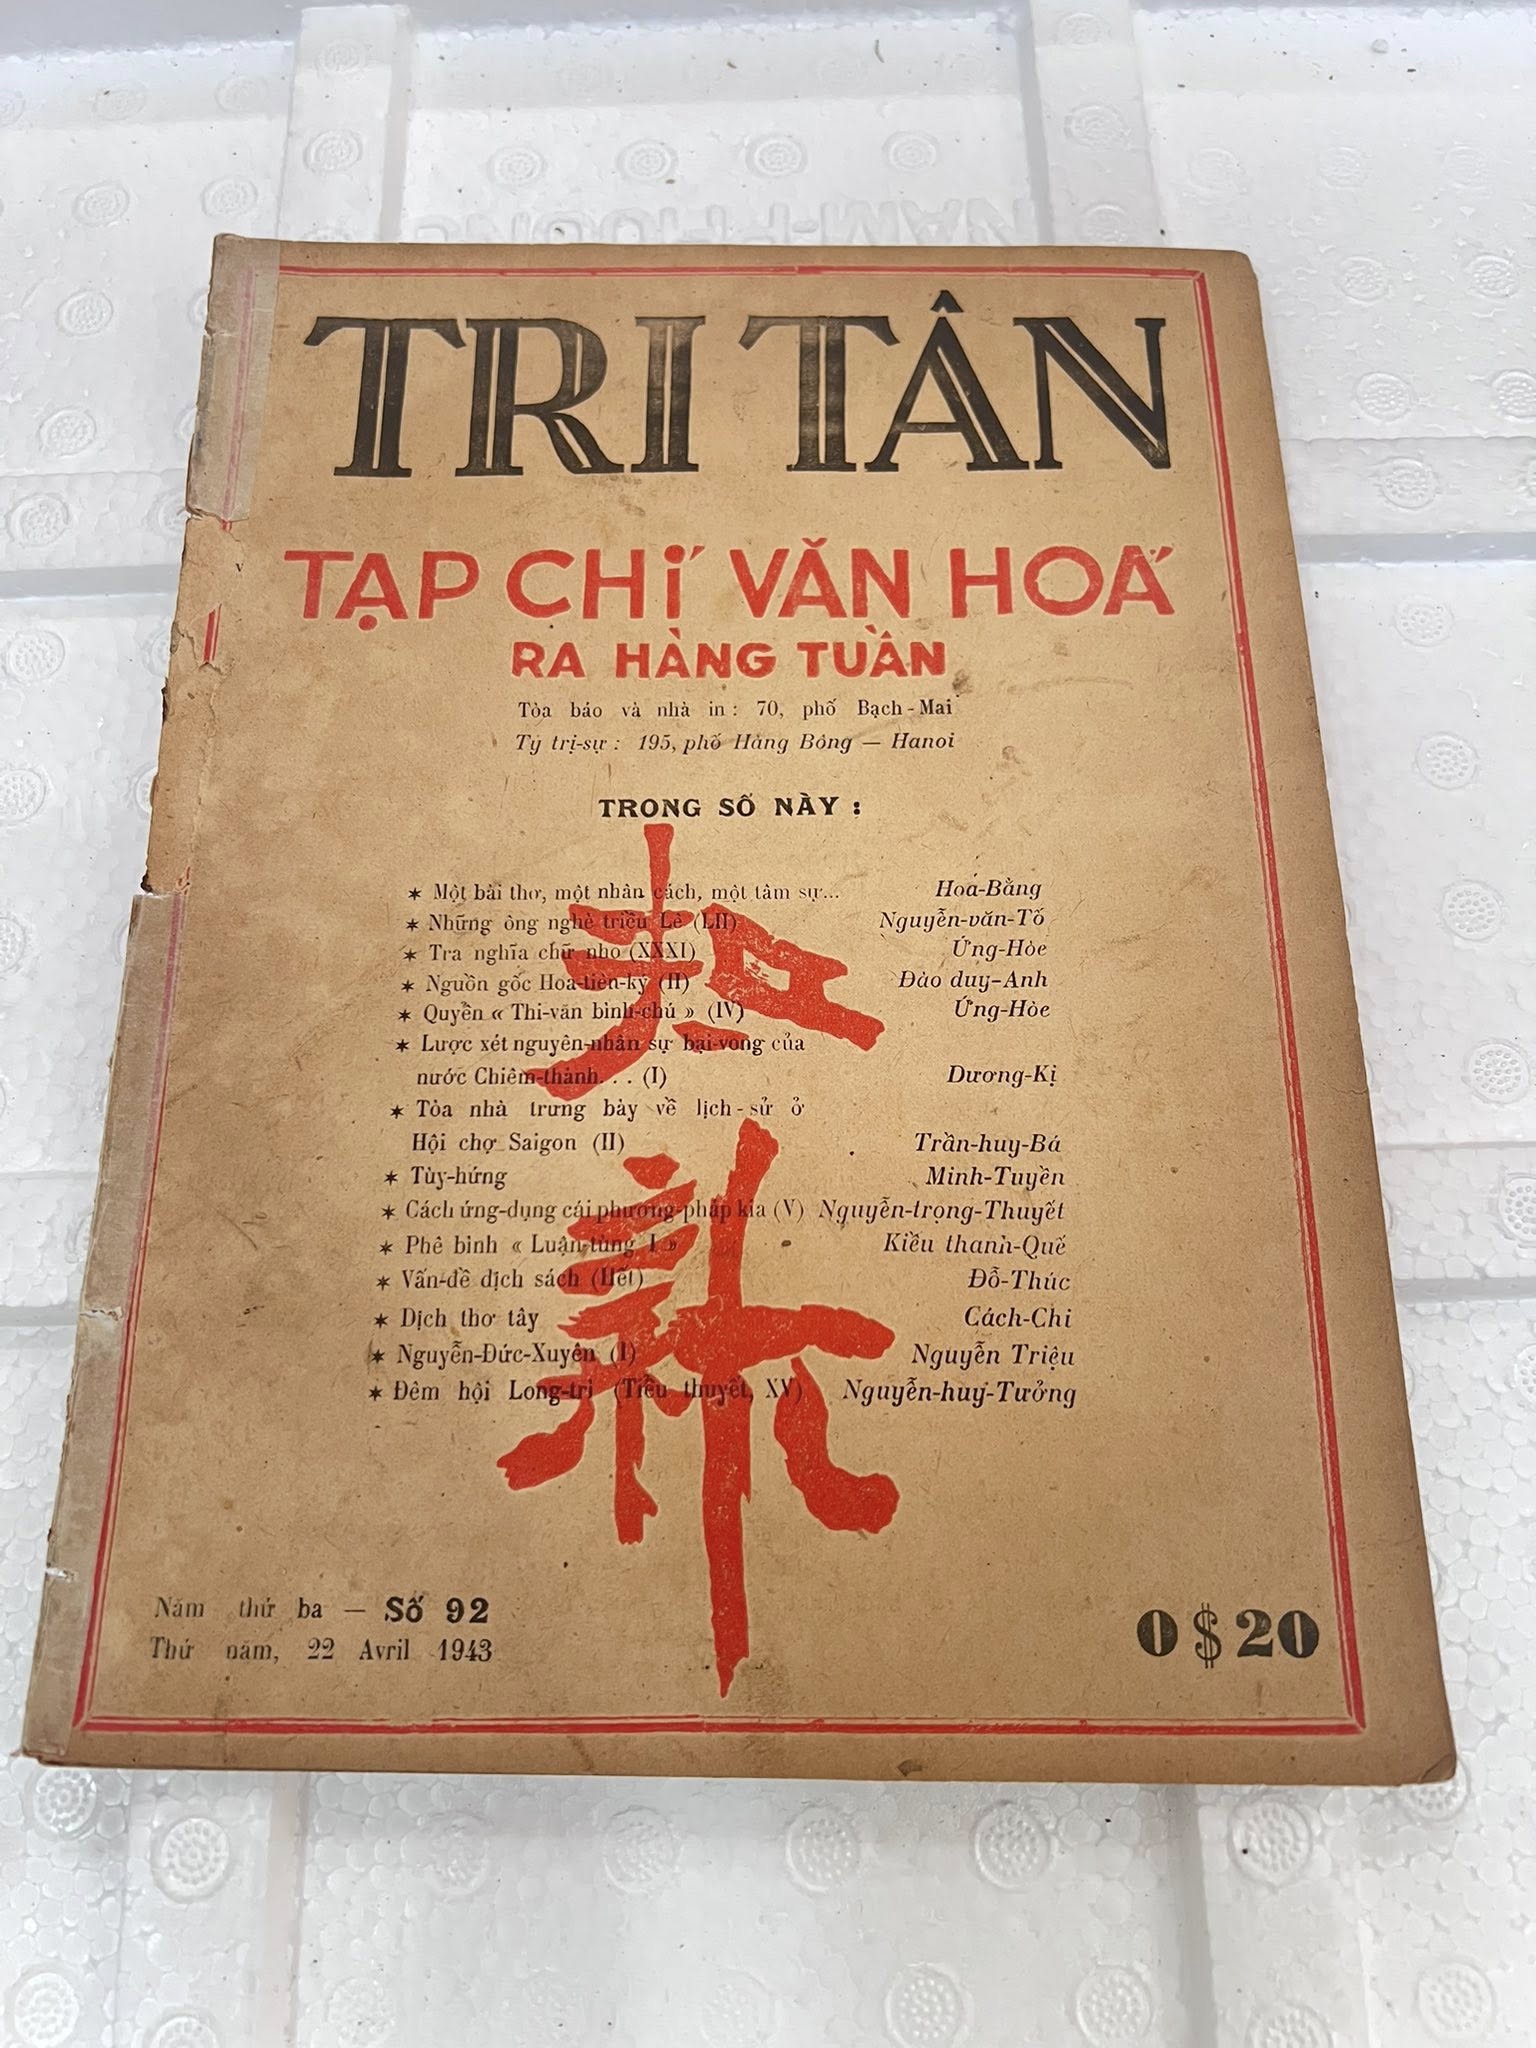 TRI TÂN
TẠP CHÍ VĂN HOÁ
RA HÀNG TUẦN
Tòa báo và nhà in : 70, phố Bạch-Mai
Tỷ trị-sự : 195, phố Hàng Bông — Hanoi
TRONG SỐ NÀY :
✶ Một bài thơ, một nhân cách, một tâm sự... Hoa-Bằng
✶ Những ông nghè triều Lê (LII) Nguyễn-văn-Tố
✶ Tra nghĩa chữ nho (XXXI) Ứng-Hòe
✶ Nguồn gốc Hoa-tiên-ký (II) Đào duy-Anh
✶ Quyển « Thi-văn bình-chú » (IV) Ứng-Hòe
✶ Lược xét nguyên-nhân sự bại-vong của
nước Chiêm-thành. . . (I) Dương-Kị
✶ Tòa nhà trưng bày về lịch-sử ở
Hội chợ Saigon (II) Trần-huy-Bá
✶ Tùy-hứng Minh-Tuyền
✶ Cách ứng-dụng cái phương-pháp kia (V) Nguyễn-trọng-Thuyết
✶ Phê bình « Luận-tùng I » Kiều thanh-Quế
✶ Vấn-đề dịch sách (Hết) Đỗ-Thúc
✶ Dịch thơ tây Cách-Chi
✶ Nguyễn-Đức-Xuyên (I) Nguyễn Triệu
✶ Đêm hội Long-trì (Tiểu thuyết, XV) Nguyễn-huy-Tưởng
知
新
Năm thứ ba — Số 92
Thứ năm, 22 Avril 1943
0$20